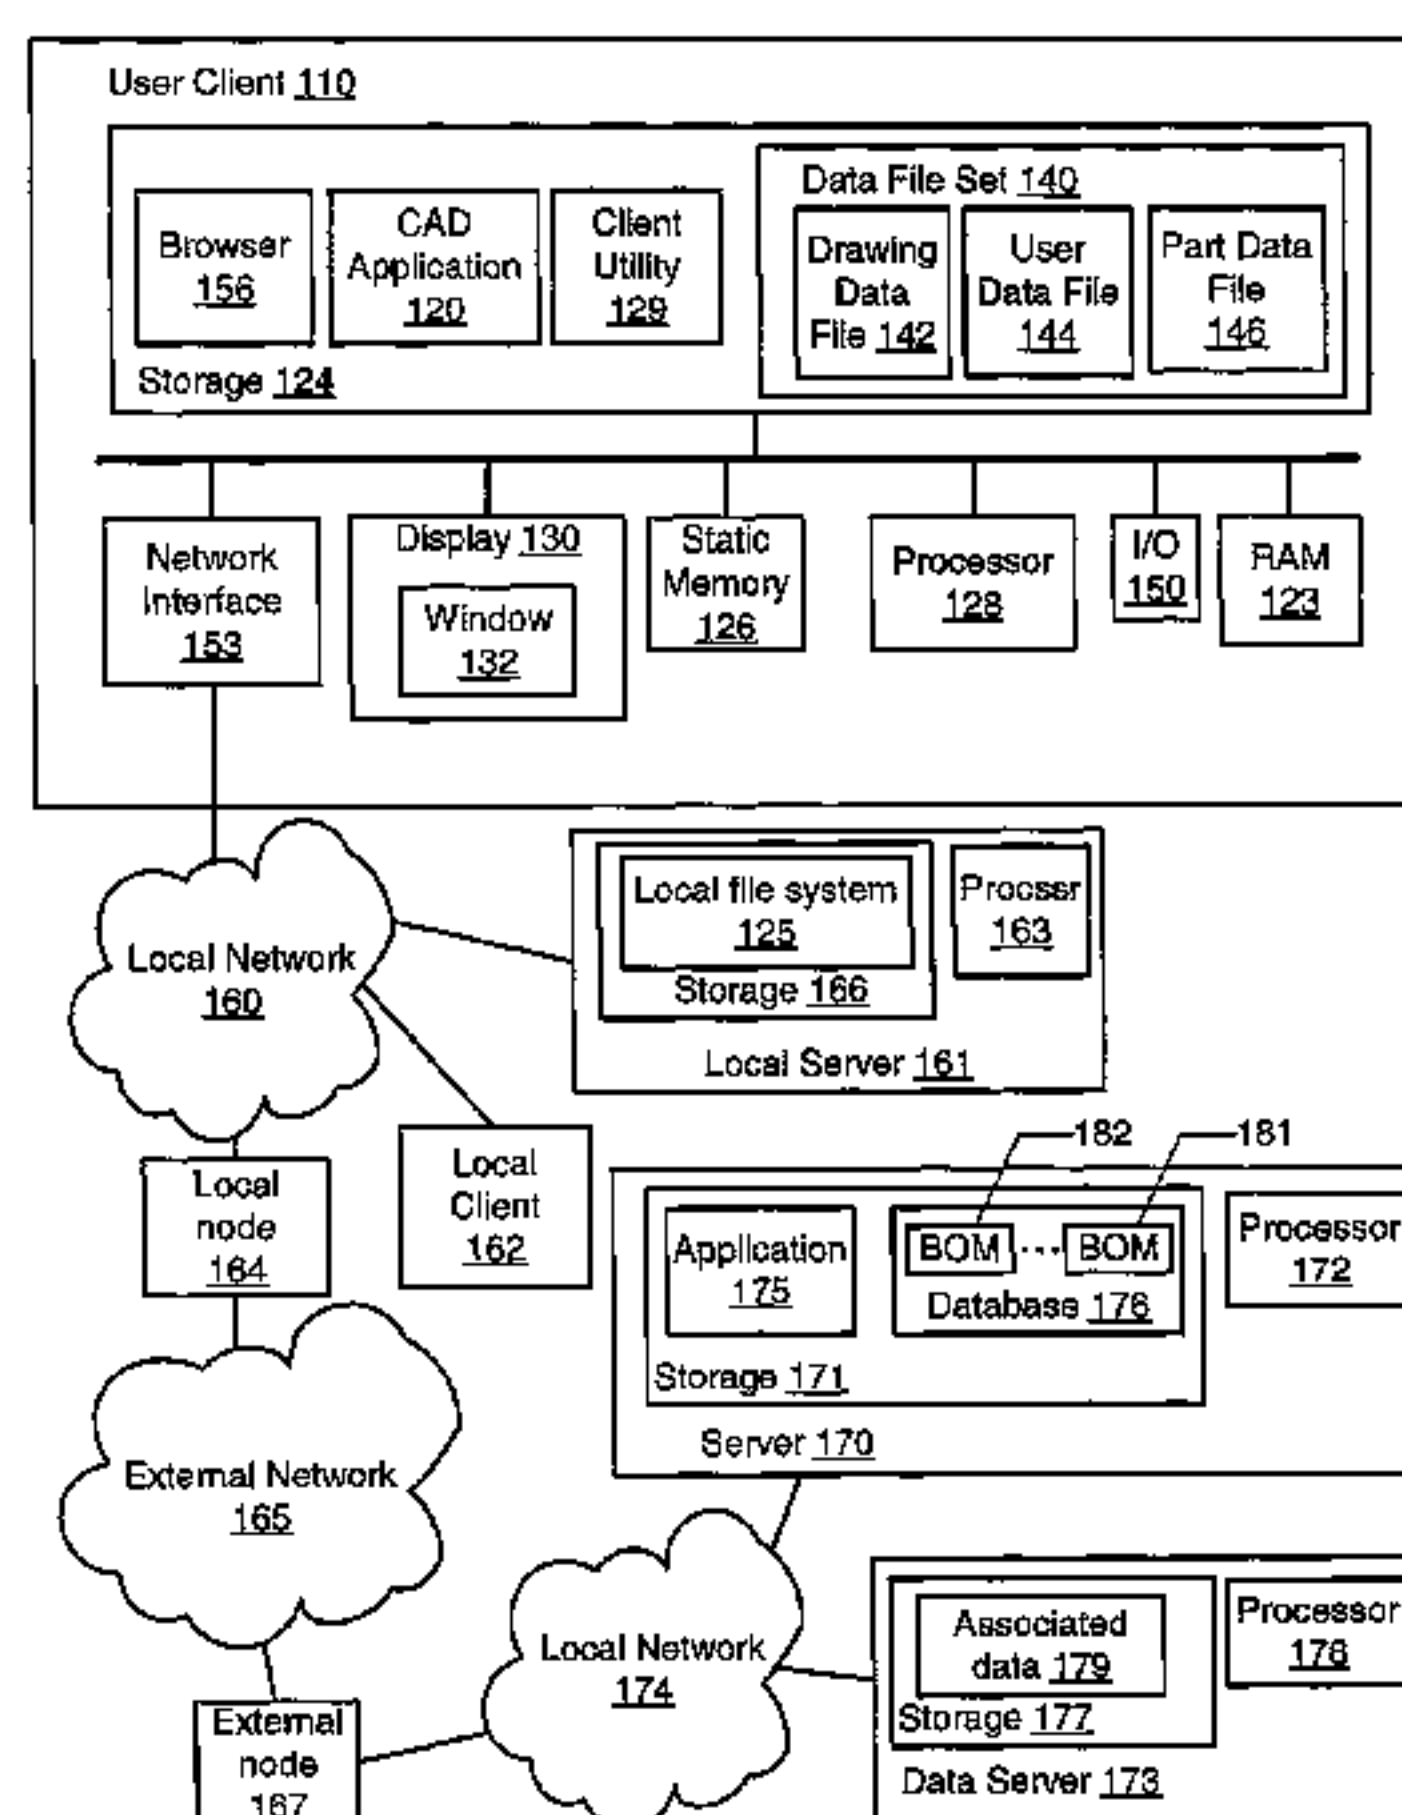 User Client 110
Data File Set 140
Browser
156
CAD
Application
120
Client
Utility
129
Drawing
Data
File 142
User
Data File
144
Part Data
File
146
Storage 124
Network
Interface
153
Display 130
Window
132
Static
Memory
126
Processor
128
I/O
150
RAM
123
Local file system
125
Storage 166
Procssr
163
Local Server 161
Local Network
160
Local
Client
162
Local
node
164
182
181
Application
175
BOM ... BOM
Database 176
Processor
172
Storage 171
Server 170
External Network
165
Local Network
174
Associated
data 179
Storage 177
Processor
178
Data Server 173
External
node
167